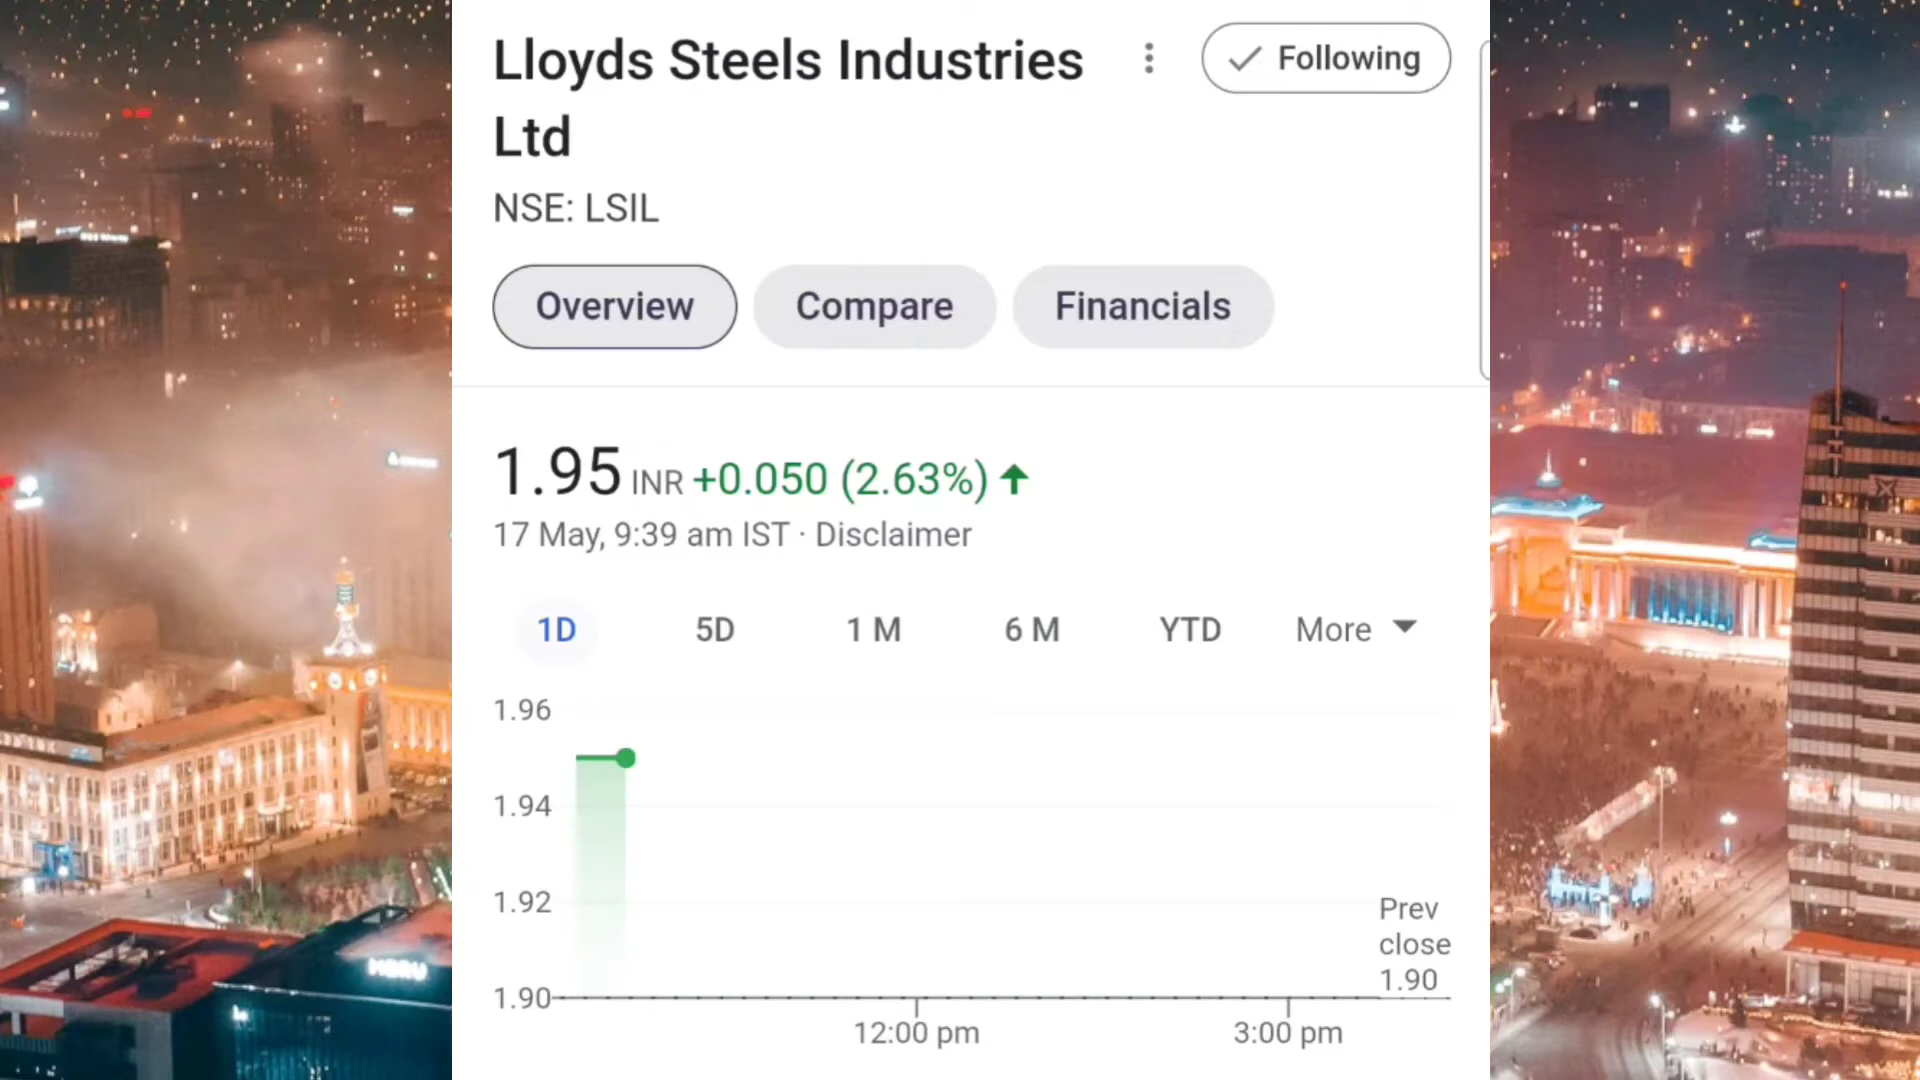 Lloyds Steels Industries
Ltd
Following
NSE: LSIL
Overview
Compare
Financials
1.95 INR +0.050 (2.63%)
17 May, 9:39 am IST · Disclaimer
1D
5D
1 M
6 M
YTD
More
1.96
1.94
1.92
Prev
close
1.90
1.90
12:00 pm
3:00 pm